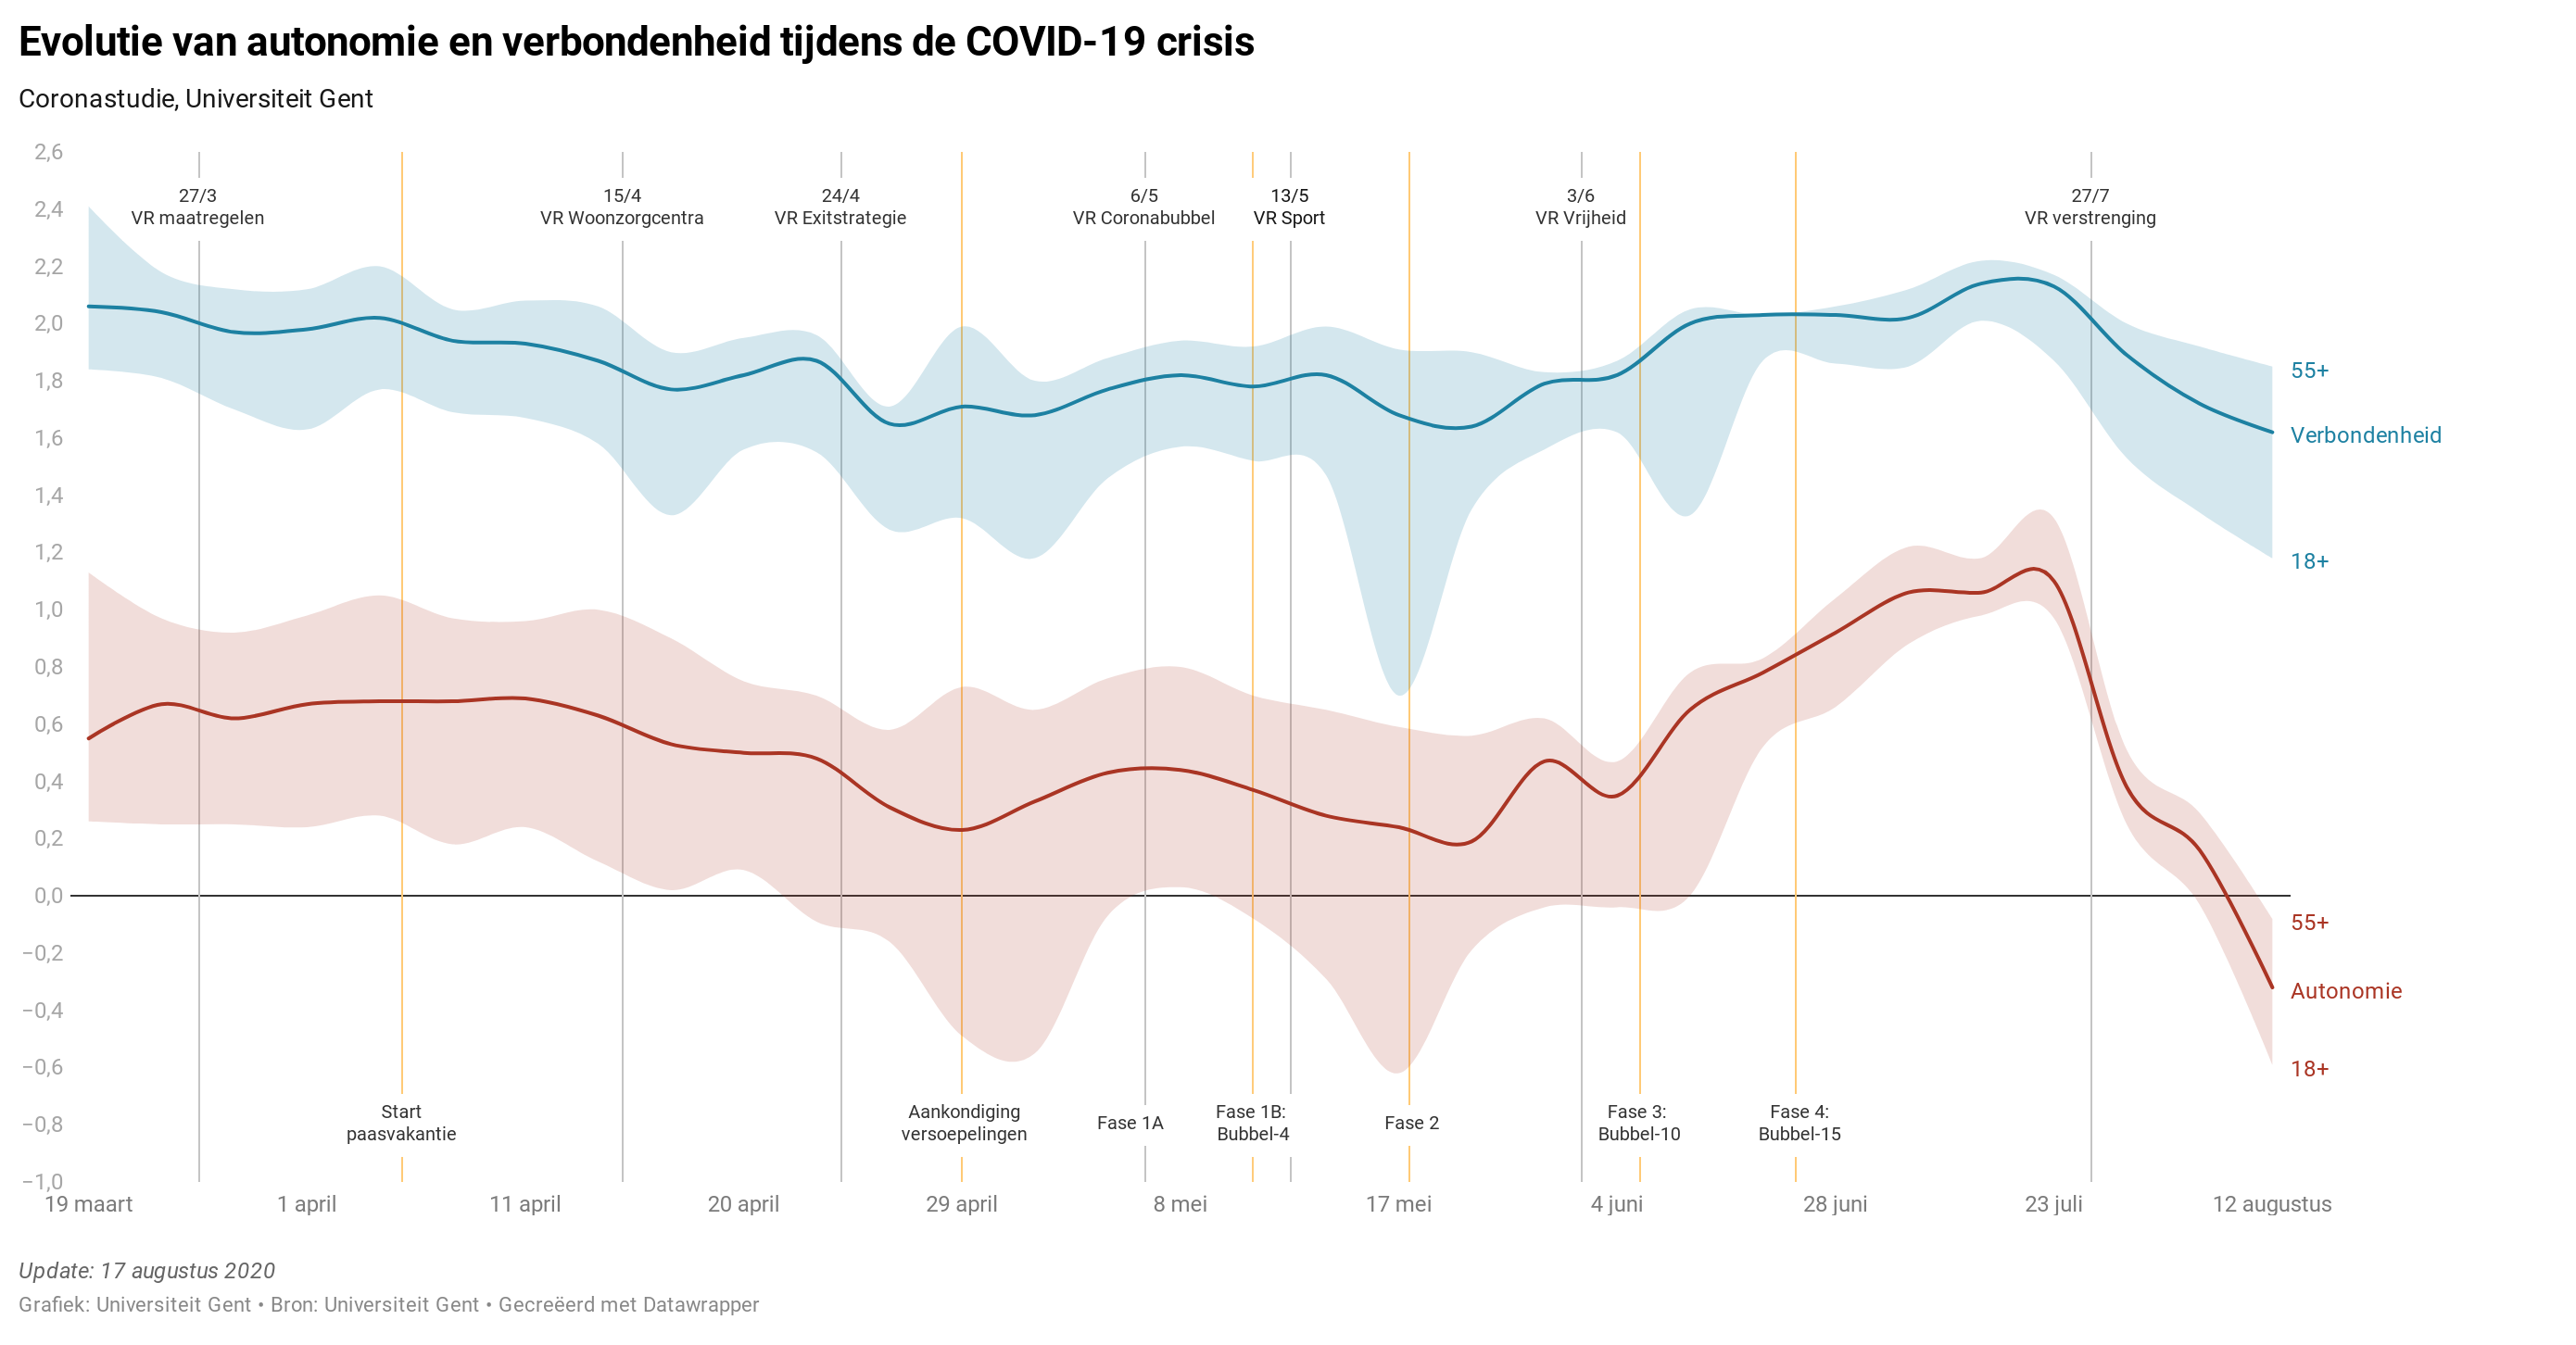 Evolutie van autonomie en verbondenheid tijdens de COVID-19 crisis
Coronastudie, Universiteit Gent
2,6
2,4
2,2
2,0
1,8
1,6
1,4
1,2
1,0
0,8
0,6
0,4
0,2
0,0
−0,2
−0,4
−0,6
−0,8
−1,0
27/3
VR maatregelen
15/4
VR Woonzorgcentra
24/4
VR Exitstrategie
6/5
VR Coronabubbel
13/5
VR Sport
3/6
VR Vrijheid
27/7
VR verstrenging
55+
Verbondenheid
18+
55+
Autonomie
18+
Start
paasvakantie
Aankondiging
versoepelingen
Fase 1A
Fase 1B:
Bubbel-4
Fase 2
Fase 3:
Bubbel-10
Fase 4:
Bubbel-15
19 maart
1 april
11 april
20 april
29 april
8 mei
17 mei
4 juni
28 juni
23 juli
12 augustus
Update: 17 augustus 2020
Grafiek: Universiteit Gent • Bron: Universiteit Gent • Gecreëerd met Datawrapper